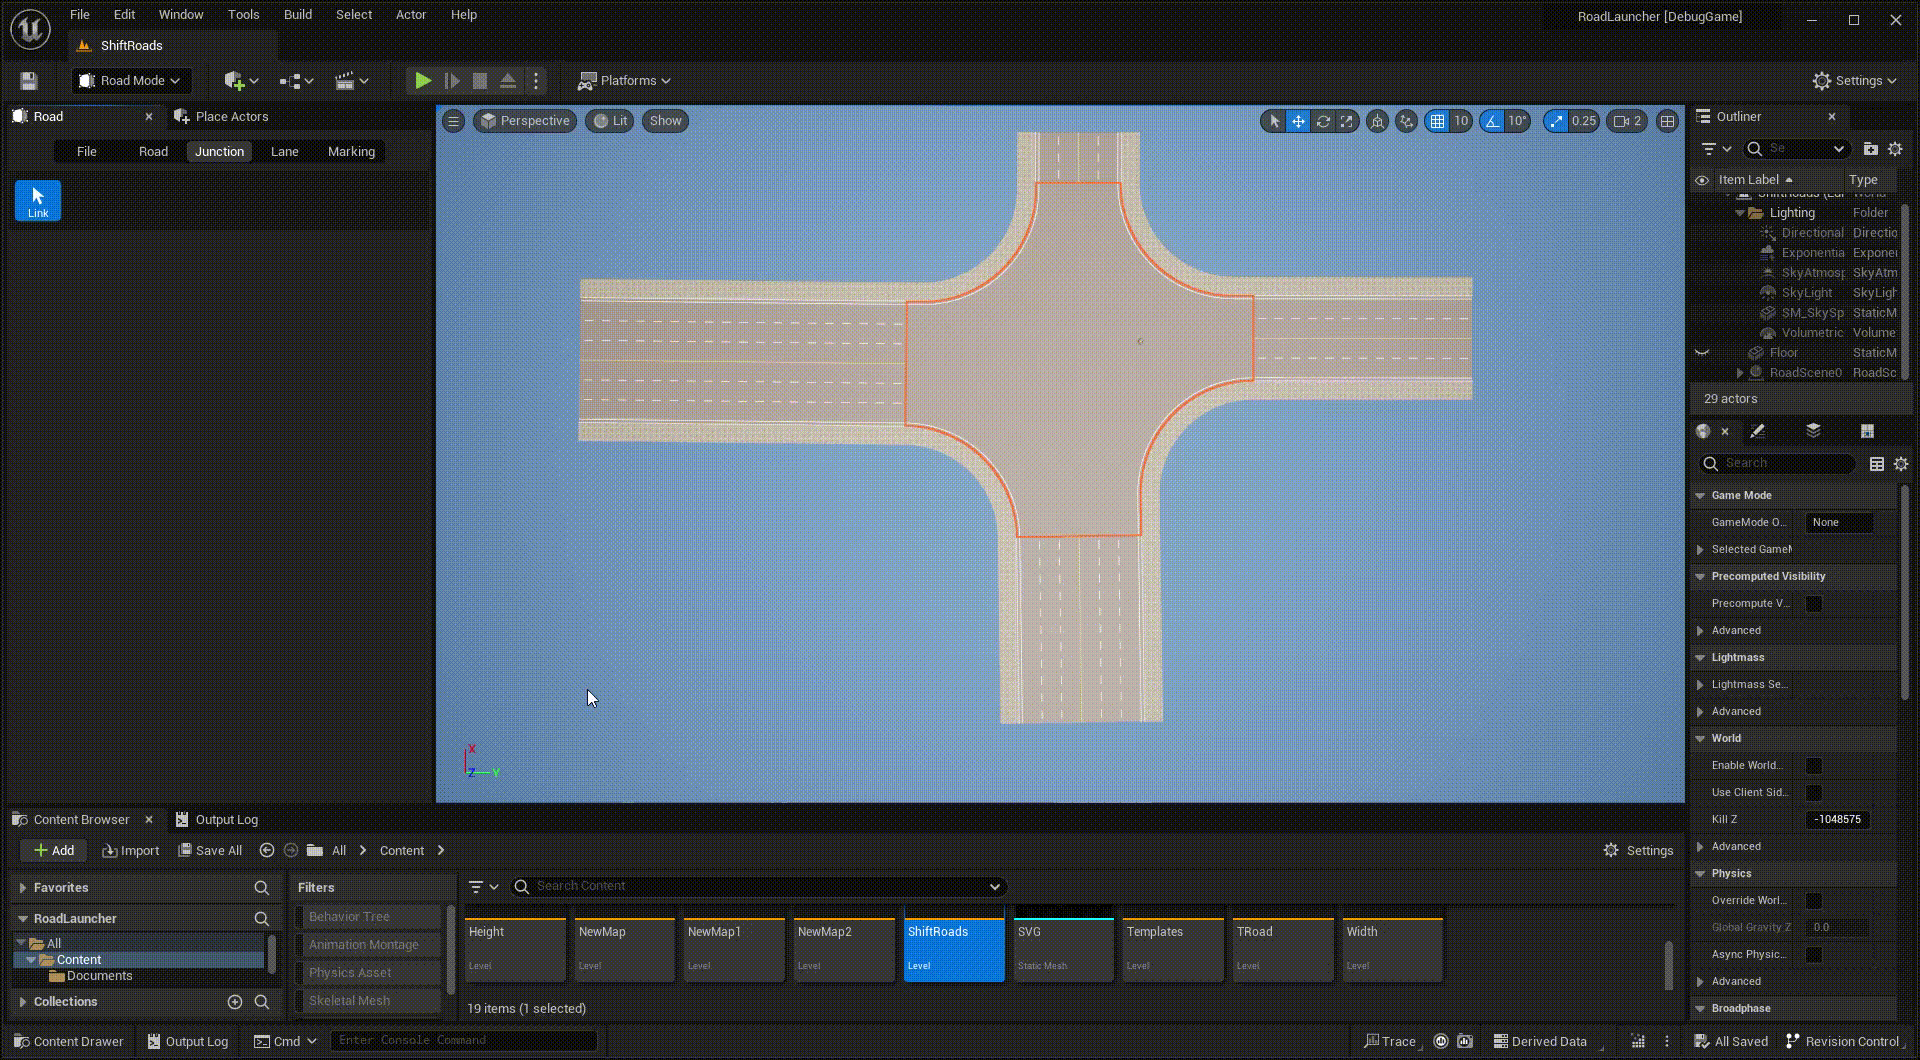 File Edit Window Tools Build Select Actor Help
RoadLauncher [DebugGame]
ShiftRoads
Road Mode
Platforms
Settings
Road
Place Actors
File Road Junction Lane Marking
Link
Perspective Lit Show
10 10° 0.25 2
X
Z Y
Outliner
Se
Item Label Type
Lighting Folder
Directional Directio
Exponentia Exponen
SkyAtmosp SkyAtm
SkyLight SkyLigh
SM_SkySp StaticM
Volumetric Volume
Floor StaticM
RoadScene0 RoadSc
29 actors
Search
Game Mode
GameMode O... None
Selected GameM
Precomputed Visibility
Precompute V...
Advanced
Lightmass
Lightmass Se...
Advanced
World
Enable World...
Use Client Sid...
Kill Z -1048575
Advanced
Physics
Override Worl...
Global Gravity Z 0.0
Async Physic...
Advanced
Broadphase
Content Browser
Output Log
Add Import Save All All Content
Settings
Favorites
RoadLauncher
All
Content
Documents
Collections
Filters
Behavior Tree
Animation Montage
Physics Asset
Skeletal Mesh
Search Content
Height NewMap NewMap1 NewMap2 ShiftRoads SVG Templates TRoad Width
Level Level Level Level Level Static Mesh Level Level Level
19 items (1 selected)
Content Drawer Output Log Cmd Enter Console Command
Trace Derived Data All Saved Revision Control